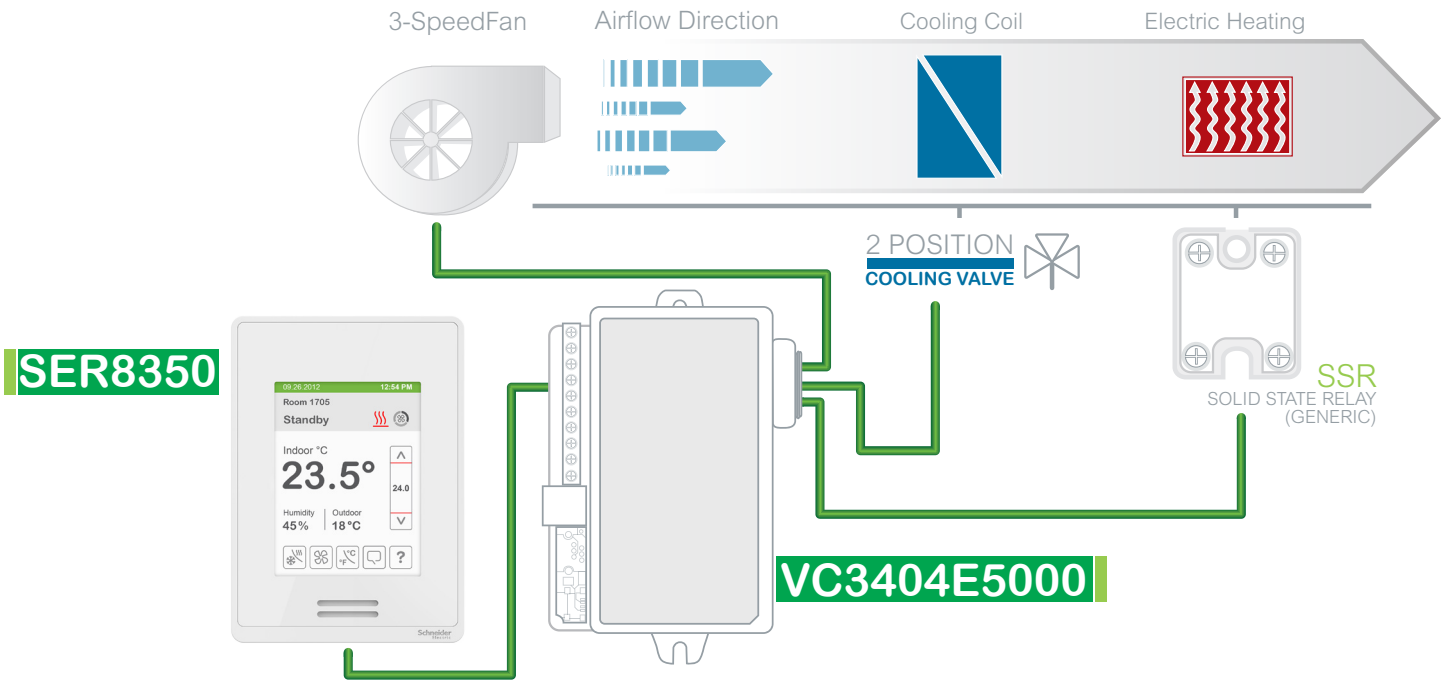 3-SpeedFan
Airflow Direction
Cooling Coil
Electric Heating
2 POSITION
COOLING VALVE
SER8350
09.26.2012 12:54 PM
Room 1705
Standby
Indoor °C
23.5°
24.0
Humidity
45%
Outdoor
18 °C
°C
°F
?
Schneider
Electric
SSR
SOLID STATE RELAY
(GENERIC)
VC3404E5000